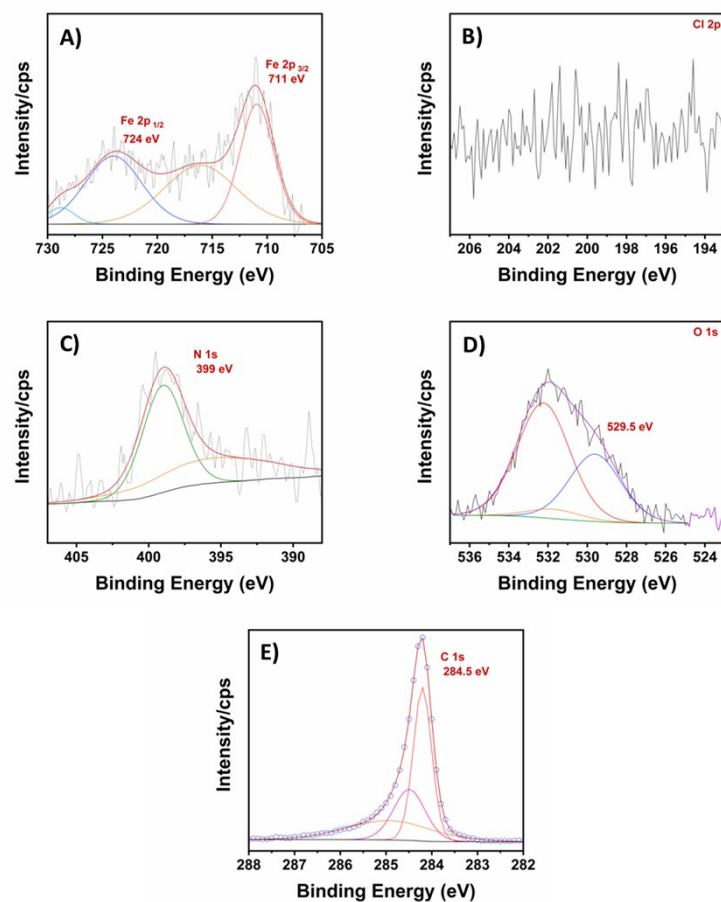 A)
Fe 2p 3/2
711 eV
Fe 2p 1/2
724 eV
Intensity/cps
730 725 720 715 710 705
Binding Energy (eV)
B)
Cl 2p
Intensity/cps
206 204 202 200 198 196 194
Binding Energy (eV)
C)
N 1s
399 eV
Intensity/cps
405 400 395 390
Binding Energy (eV)
D)
O 1s
529.5 eV
Intensity/cps
536 534 532 530 528 526 524
Binding Energy (eV)
E)
C 1s
284.5 eV
Intensity/cps
288 287 286 285 284 283 282
Binding Energy (eV)